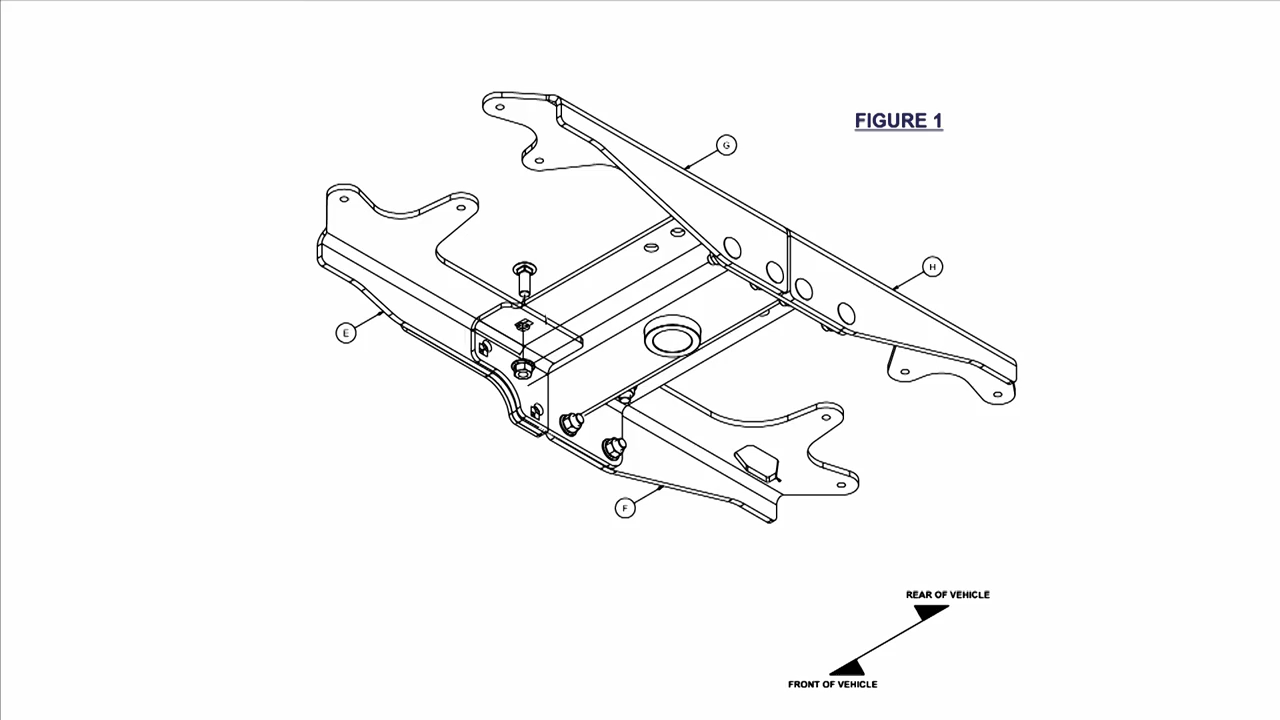 FIGURE 1
G
H
E
F
REAR OF VEHICLE
FRONT OF VEHICLE